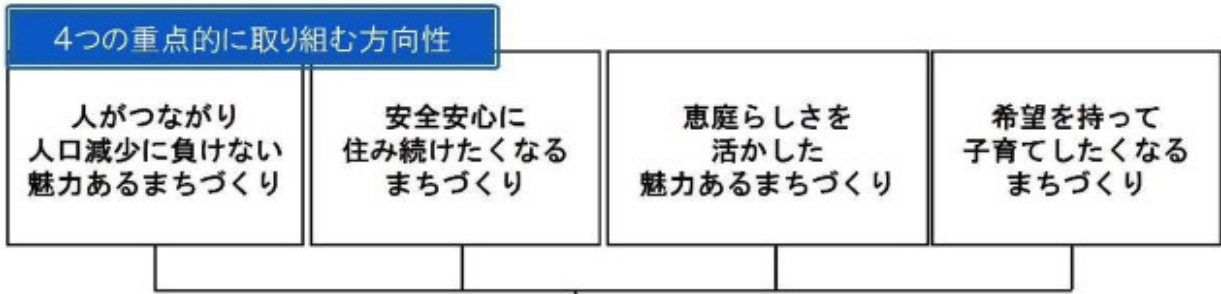 4つの重点的に取り組む方向性
人がつながり
人口減少に負けない
魅力あるまちづくり
安全安心に
住み続けたくなる
まちづくり
恵庭らしさを
活かした
魅力あるまちづくり
希望を持って
子育てしたくなる
まちづくり